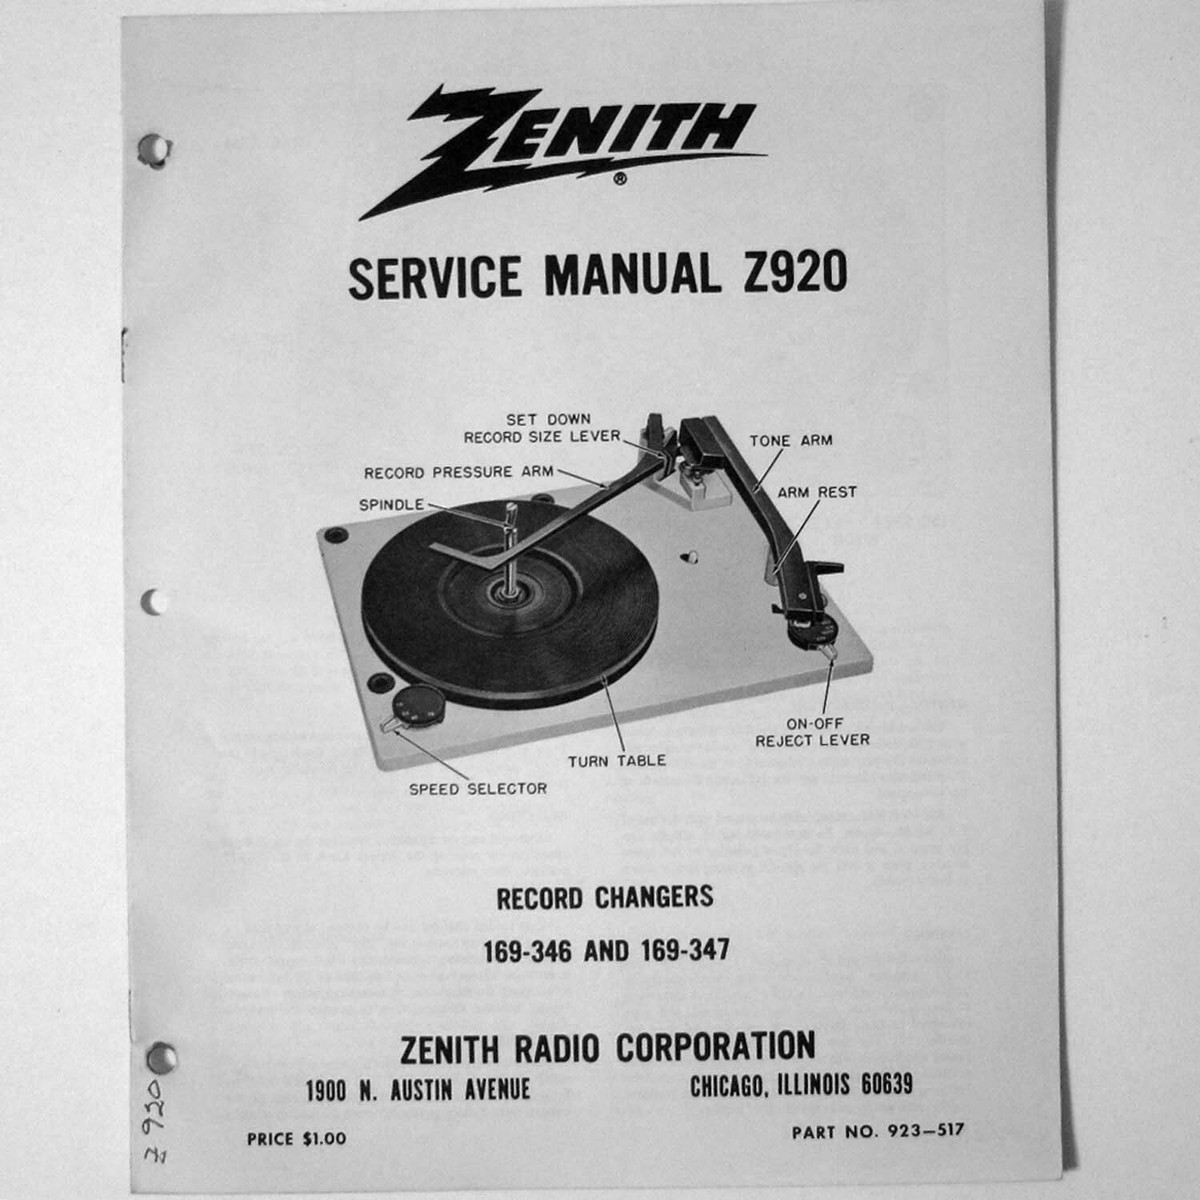 ZENITH
®
SERVICE MANUAL Z920
SET DOWN
RECORD SIZE LEVER
TONE ARM
RECORD PRESSURE ARM
ARM REST
SPINDLE
ON-OFF
REJECT LEVER
TURN TABLE
SPEED SELECTOR
RECORD CHANGERS
169-346 AND 169-347
ZENITH RADIO CORPORATION
1900 N. AUSTIN AVENUE CHICAGO, ILLINOIS 60639
PRICE $1.00 PART NO. 923-517
Z 920